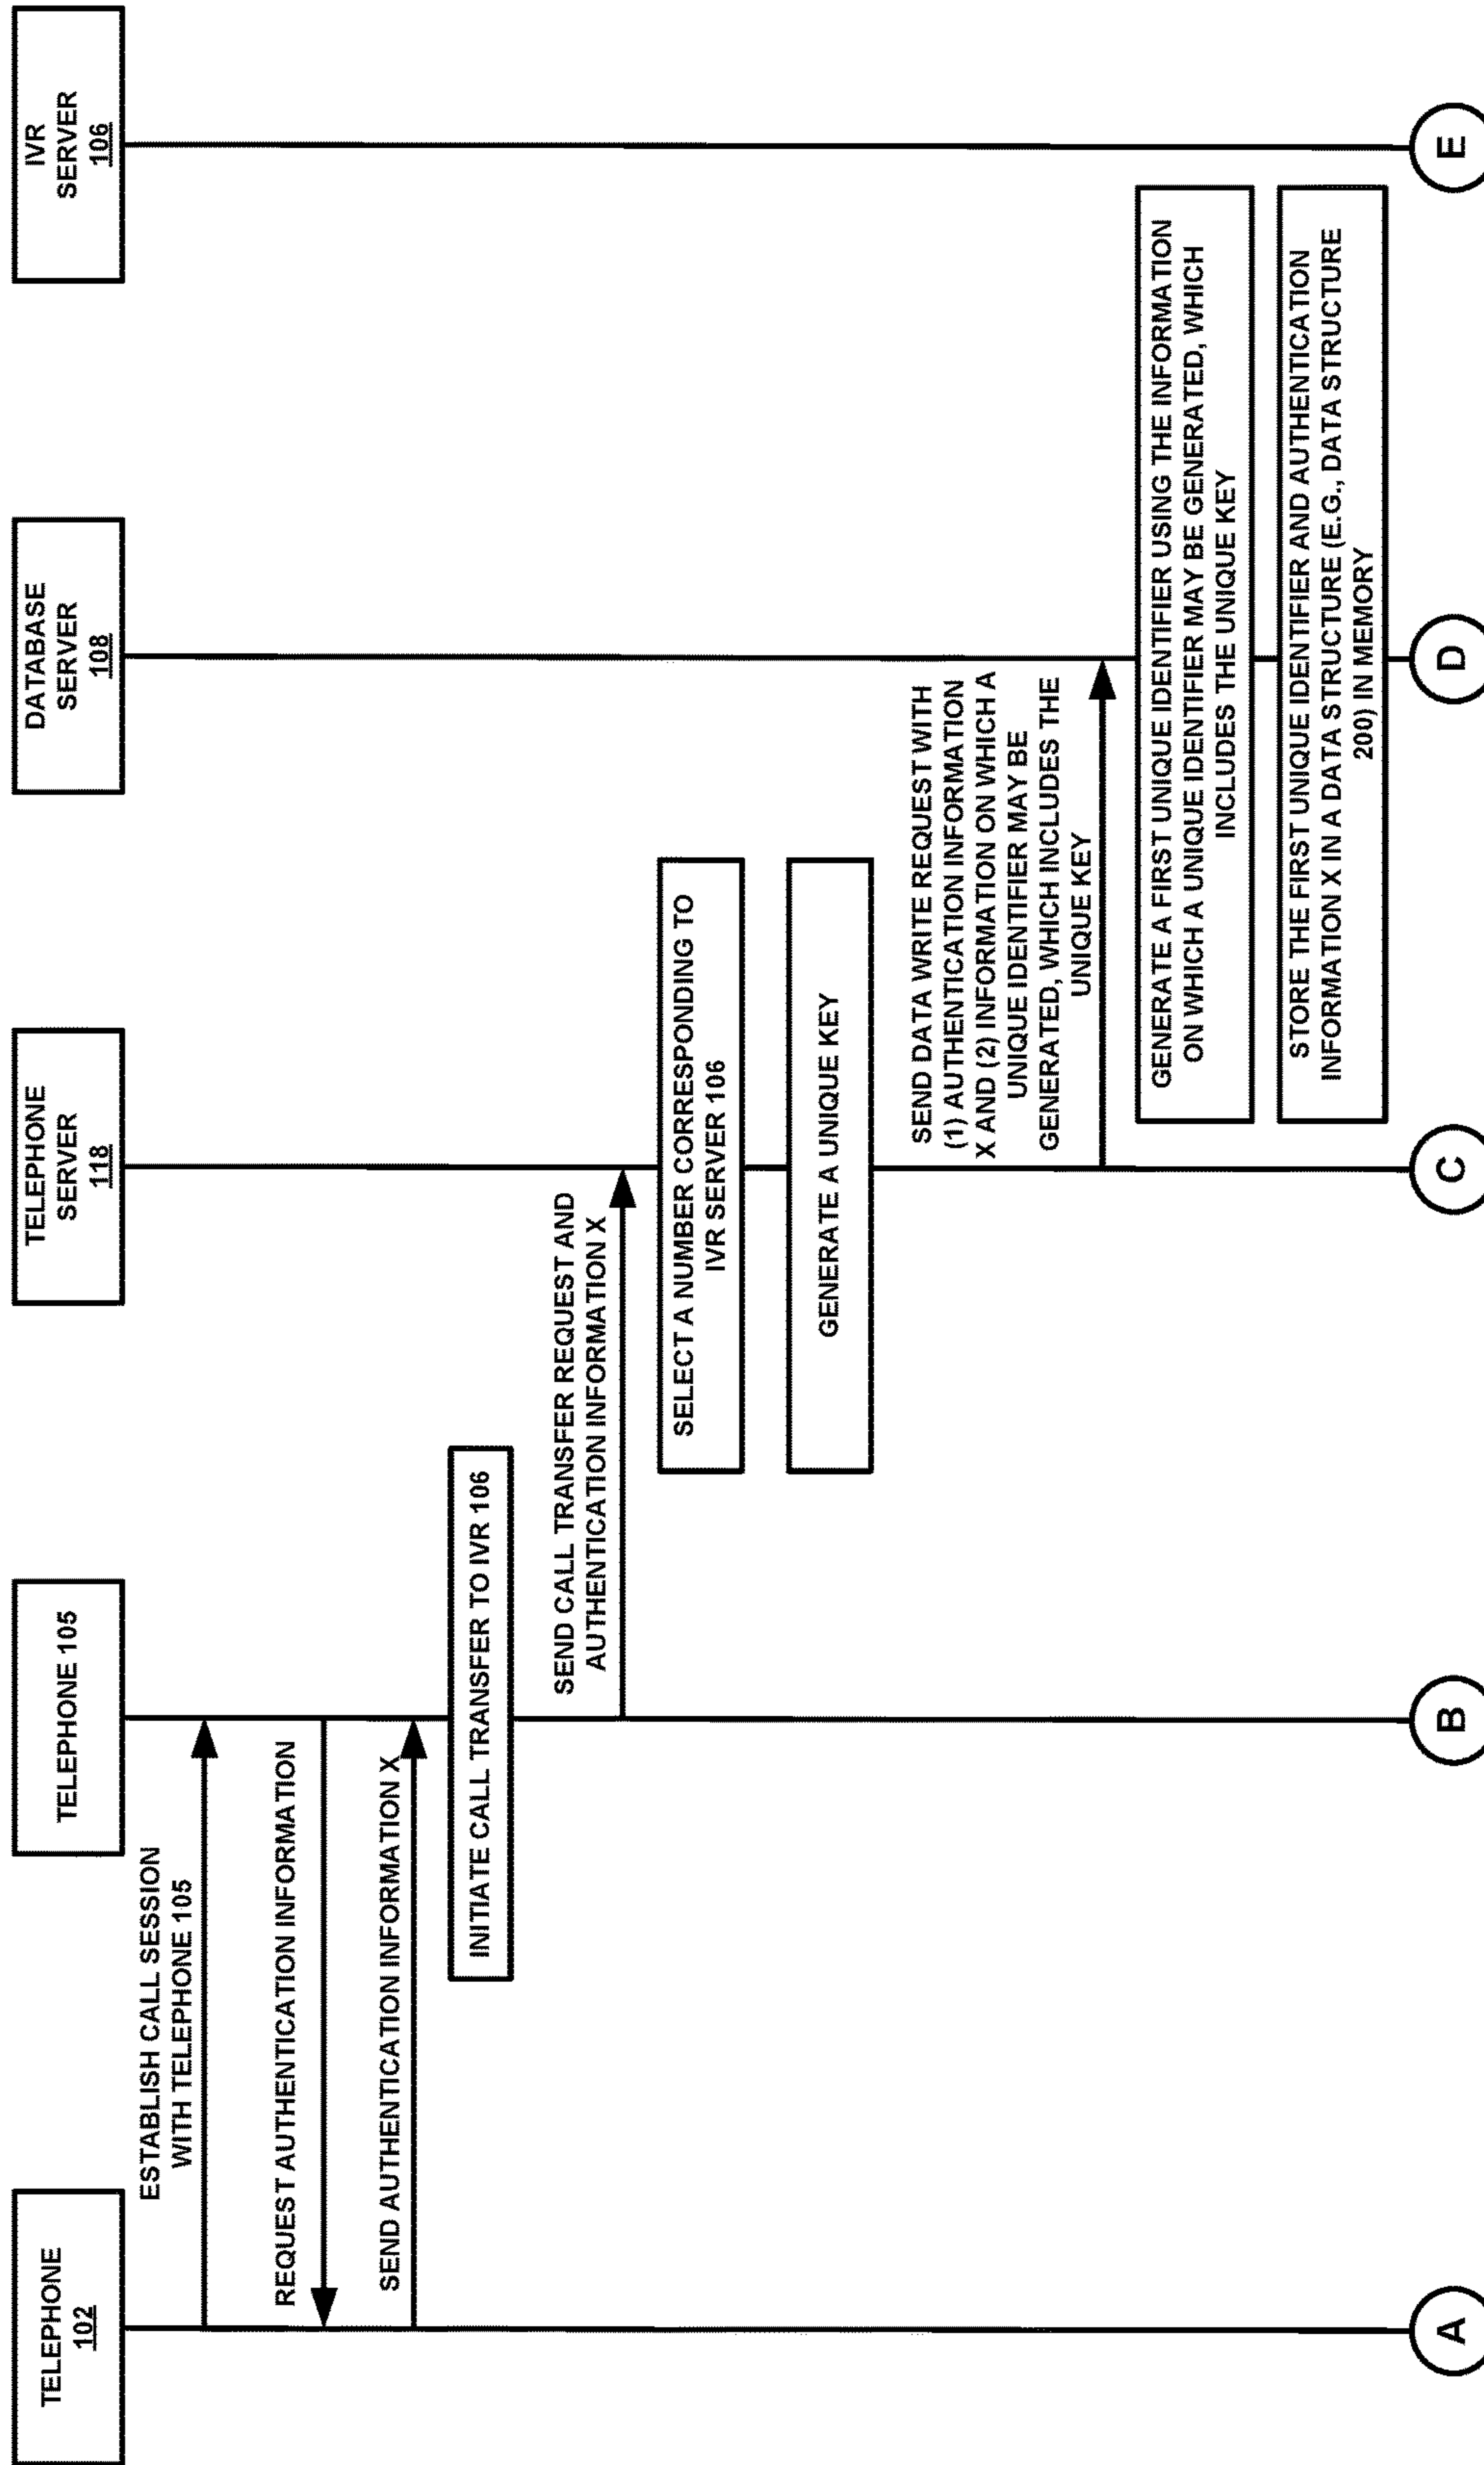 TELEPHONE
102
TELEPHONE 105
TELEPHONE
SERVER
118
DATABASE
SERVER
108
IVR
SERVER
106
ESTABLISH CALL SESSION
WITH TELEPHONE 105
REQUEST AUTHENTICATION INFORMATION
SEND AUTHENTICATION INFORMATION X
INITIATE CALL TRANSFER TO IVR 106
SEND CALL TRANSFER REQUEST AND
AUTHENTICATION INFORMATION X
SELECT A NUMBER CORRESPONDING TO
IVR SERVER 106
GENERATE A UNIQUE KEY
SEND DATA WRITE REQUEST WITH
(1) AUTHENTICATION INFORMATION
X AND (2) INFORMATION ON WHICH A
UNIQUE IDENTIFIER MAY BE
GENERATED, WHICH INCLUDES THE
UNIQUE KEY
GENERATE A FIRST UNIQUE IDENTIFIER USING THE INFORMATION
ON WHICH A UNIQUE IDENTIFIER MAY BE GENERATED, WHICH
INCLUDES THE UNIQUE KEY
STORE THE FIRST UNIQUE IDENTIFIER AND AUTHENTICATION
INFORMATION X IN A DATA STRUCTURE (E.G., DATA STRUCTURE
200) IN MEMORY
A
B
C
D
E